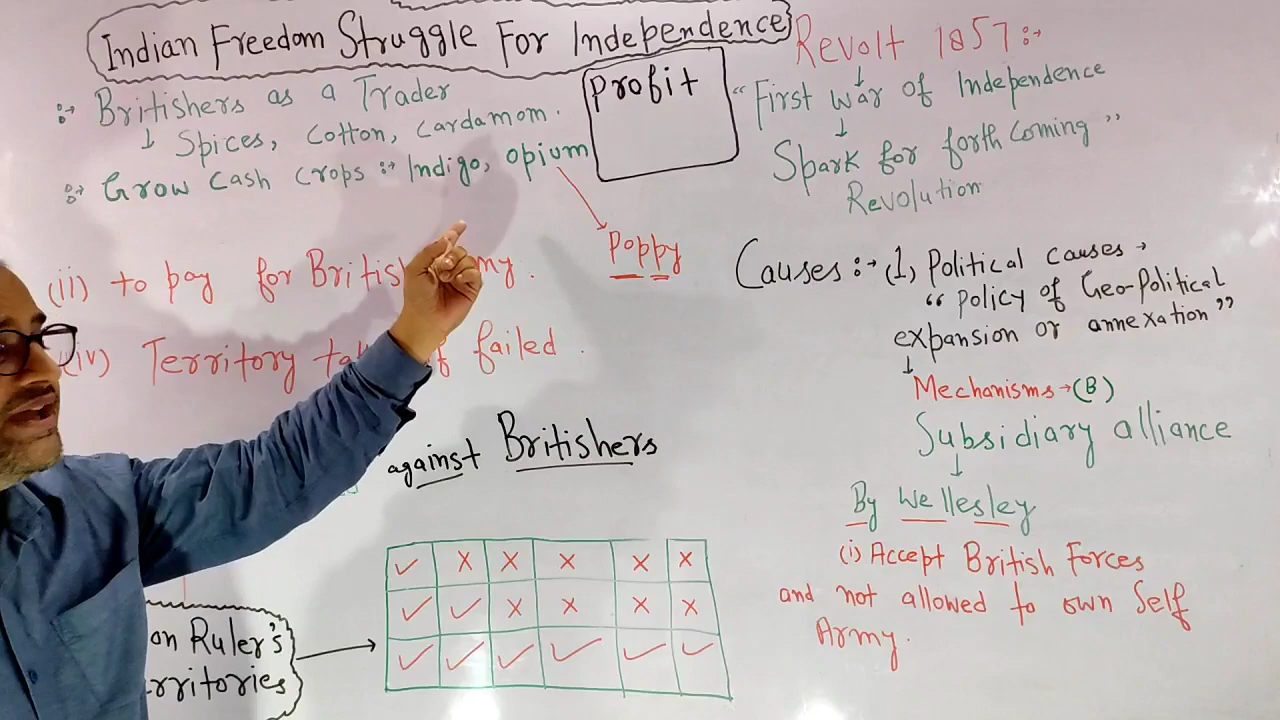 Indian Freedom Struggle For Independence
:→ Britishers as a Trader
↓ Spices, cotton, cardamom.
:→ Grow cash crops :→ Indigo, opium
Profit
Poppy
(ii) to pay for
Territory failed.
against Britishers
on Ruler's
✓ × × × × ×
✓ ✓ × × × ×
✓ ✓ ✓ ✓ ✓ ✓
Revolt 1857:→
↓
"First war of Independence
↓
Spark for forth coming"
Revolution
Causes:→ (1) Political causes →
"policy of Geo-Political
expansion or annexation"
↓
Mechanisms→(B)
Subsidiary alliance
↓
By Wellesley
(i) Accept British Forces
and not allowed to own Self
Army.